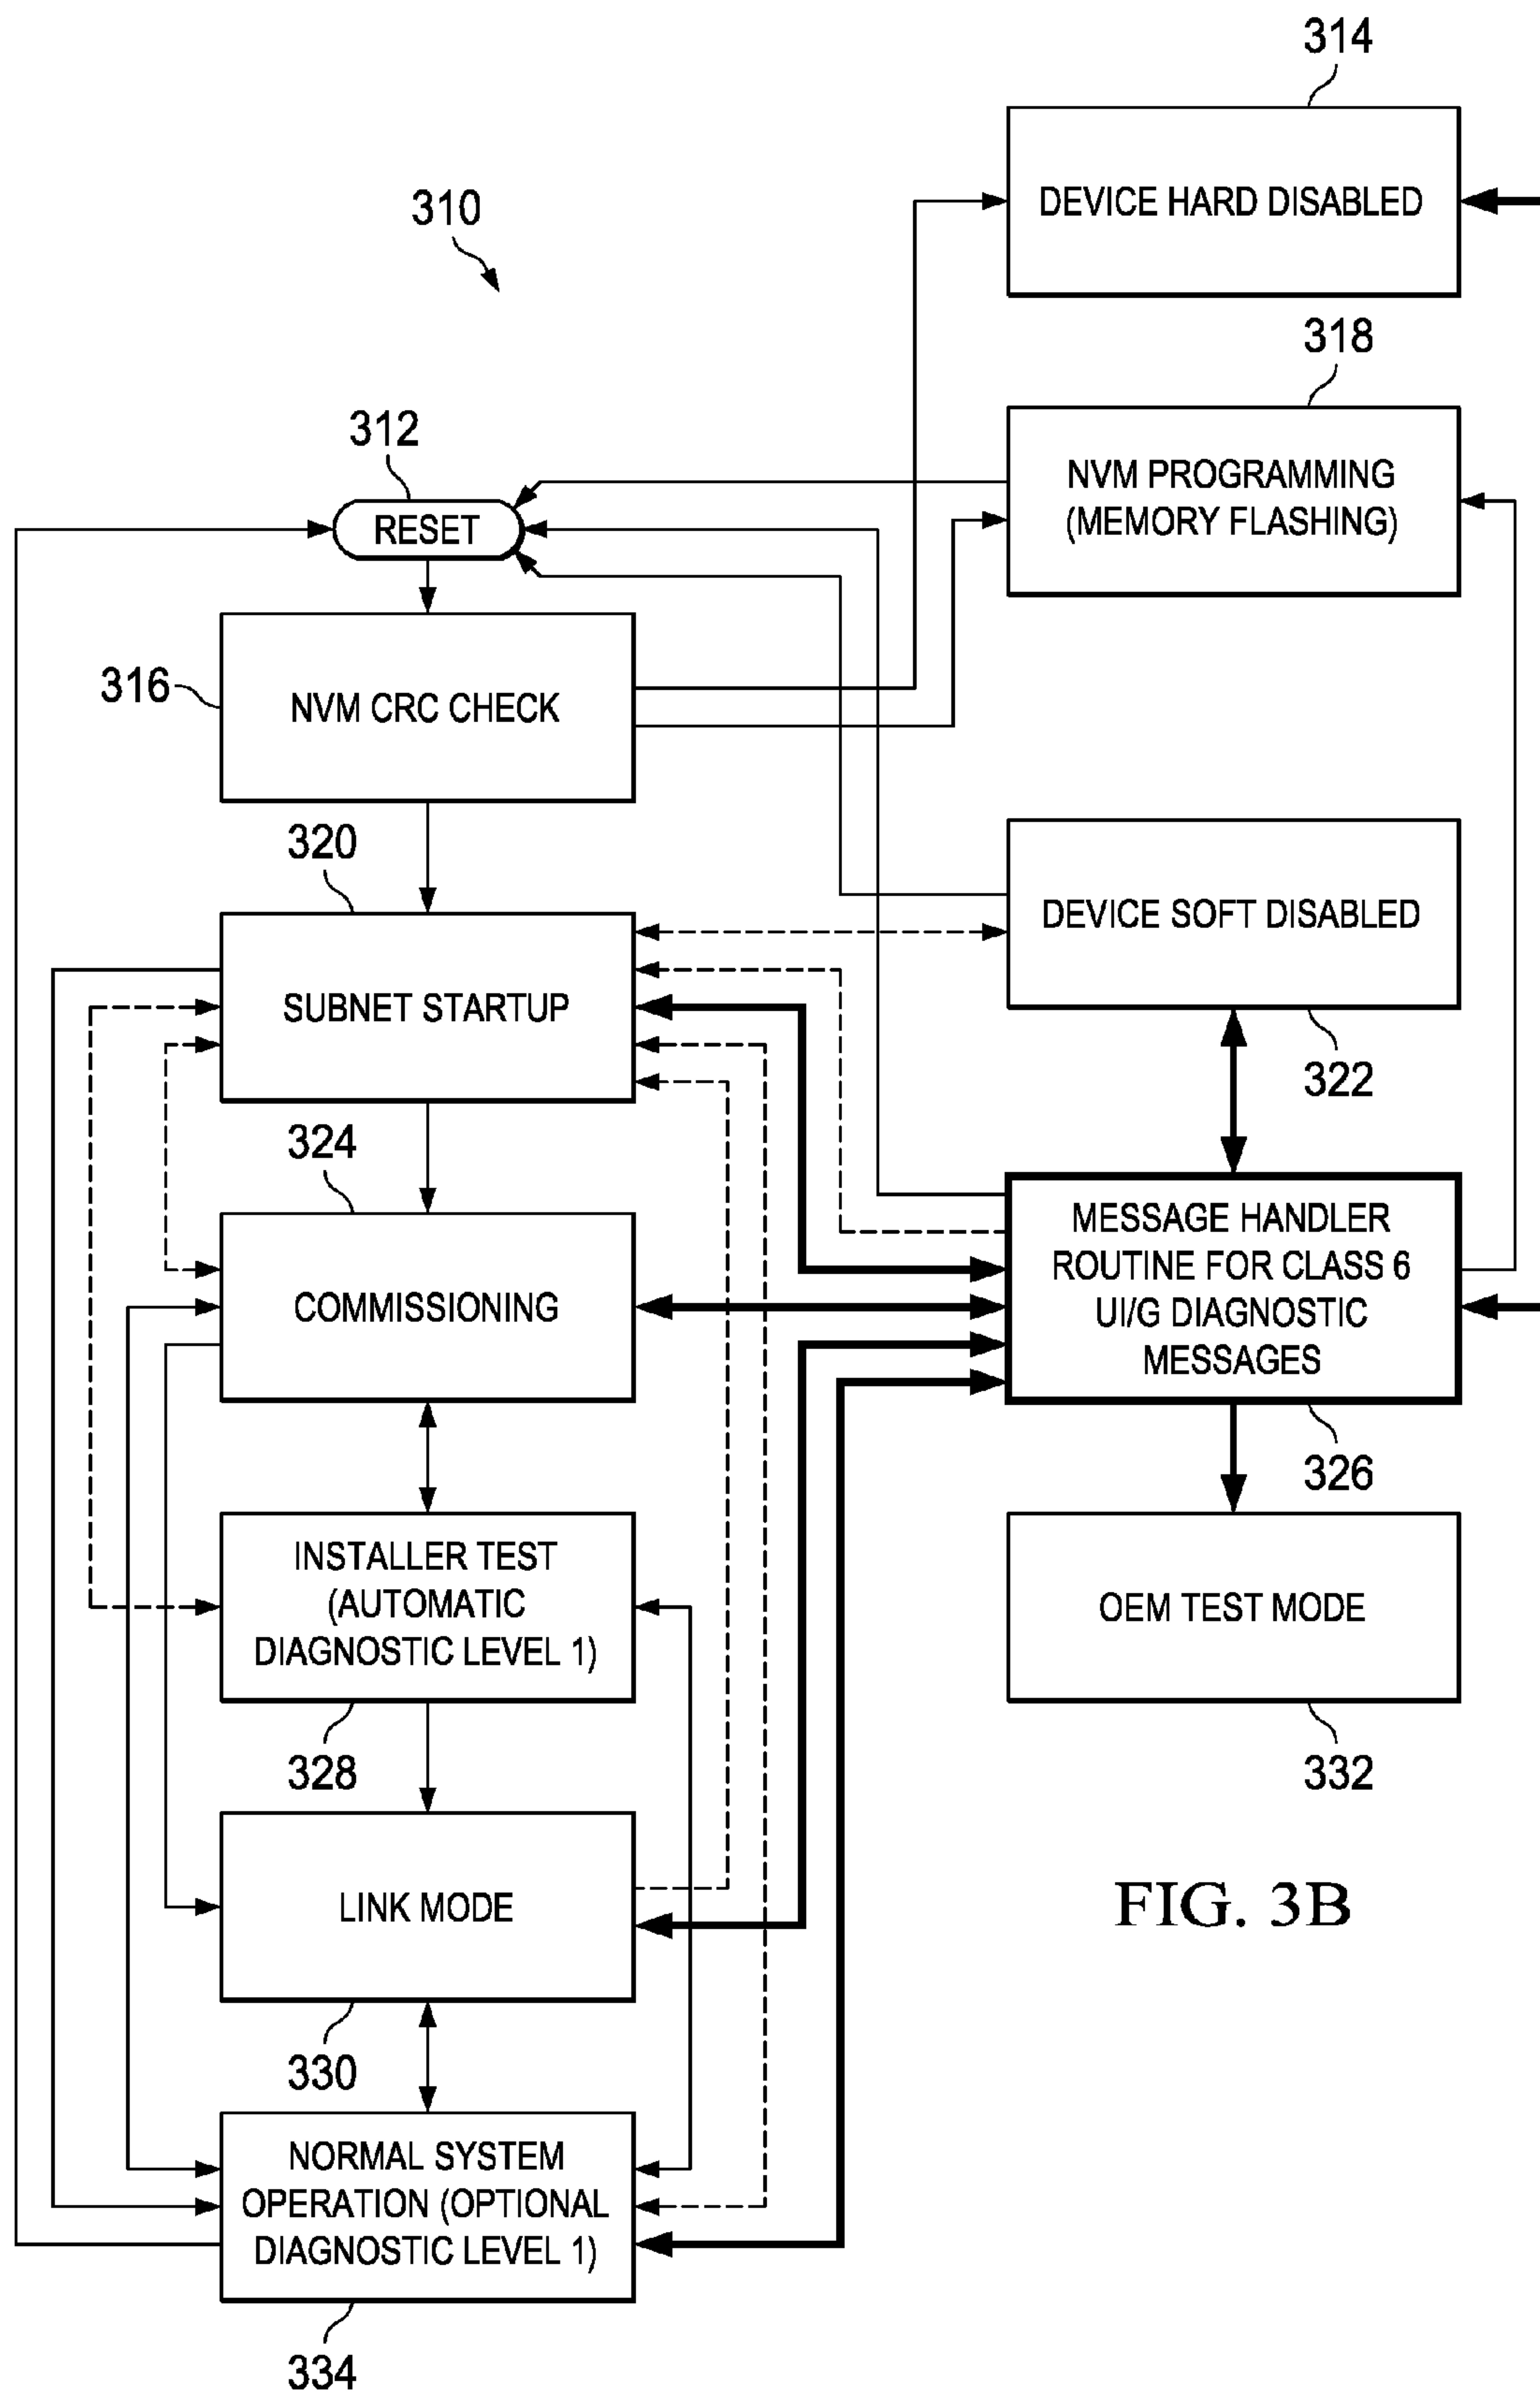 314
DEVICE HARD DISABLED
310
318
NVM PROGRAMMING
(MEMORY FLASHING)
312
RESET
316
NVM CRC CHECK
320
SUBNET STARTUP
DEVICE SOFT DISABLED
322
324
COMMISSIONING
MESSAGE HANDLER
ROUTINE FOR CLASS 6
UI/G DIAGNOSTIC
MESSAGES
326
INSTALLER TEST
(AUTOMATIC
DIAGNOSTIC LEVEL 1)
328
OEM TEST MODE
332
LINK MODE
330
FIG. 3B
NORMAL SYSTEM
OPERATION (OPTIONAL
DIAGNOSTIC LEVEL 1)
334